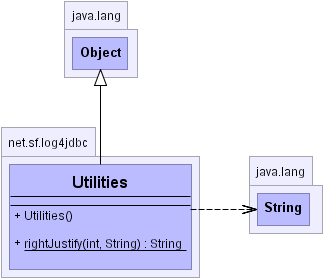 java.lang
Object
net.sf.log4jdbc
Utilities
+ Utilities()
+ rightJustify(int, String) : String
java.lang
String